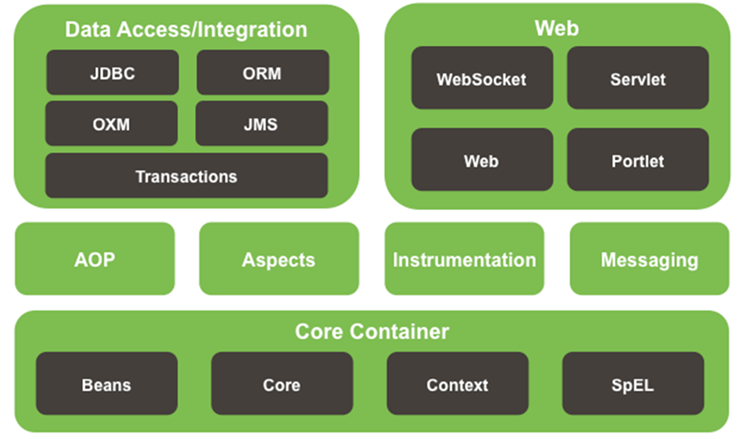 Data Access/Integration
JDBC
ORM
OXM
JMS
Transactions
Web
WebSocket
Servlet
Web
Portlet
AOP
Aspects
Instrumentation
Messaging
Core Container
Beans
Core
Context
SpEL